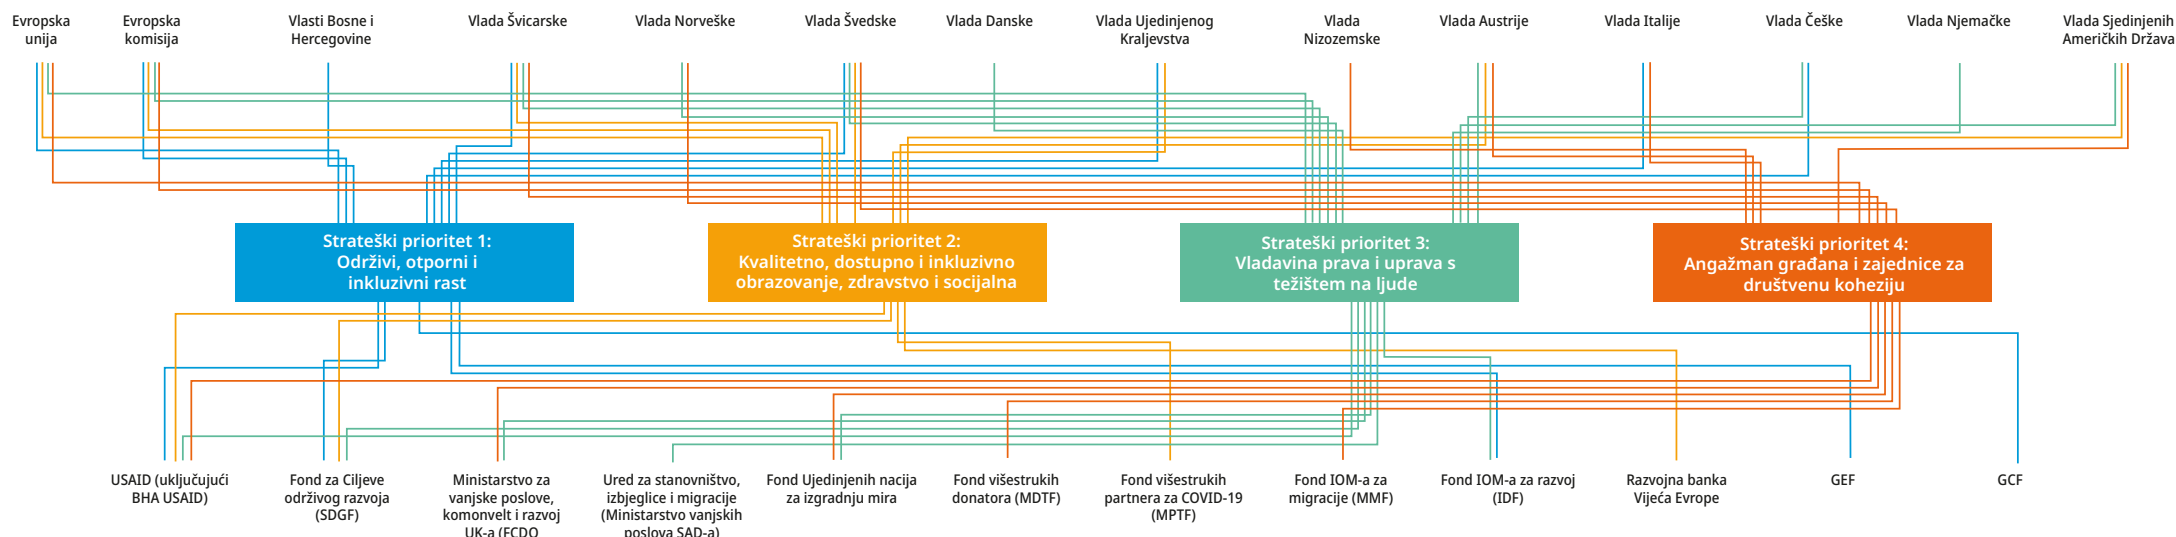 Evropska
unija
Evropska
komisija
Vlasti Bosne i
Hercegovine
Vlada Švicarske
Vlada Norveške
Vlada Švedske
Vlada Danske
Vlada Ujedinjenog
Kraljevstva
Vlada
Nizozemske
Vlada Austrije
Vlada Italije
Vlada Češke
Vlada Njemačke
Vlada Sjedinjenih
Američkih Država
Strateški prioritet 1:
Održivi, otporni i
inkluzivni rast
Strateški prioritet 2:
Kvalitetno, dostupno i inkluzivno
obrazovanje, zdravstvo i socijalna
Strateški prioritet 3:
Vladavina prava i uprava s
težištem na ljude
Strateški prioritet 4:
Angažman građana i zajednice za
društvenu koheziju
USAID (uključujući
BHA USAID)
Fond za Ciljeve
održivog razvoja
(SDGF)
Ministarstvo za
vanjske poslove,
komonvelt i razvoj
UK-a (FCDO
Ured za stanovništvo,
izbjeglice i migracije
(Ministarstvo vanjskih
poslova SAD-a)
Fond Ujedinjenih nacija
za izgradnju mira
Fond višestrukih
donatora (MDTF)
Fond višestrukih
partnera za COVID-19
(MPTF)
Fond IOM-a za
migracije (MMF)
Fond IOM-a za razvoj
(IDF)
Razvojna banka
Vijeća Evrope
GEF
GCF